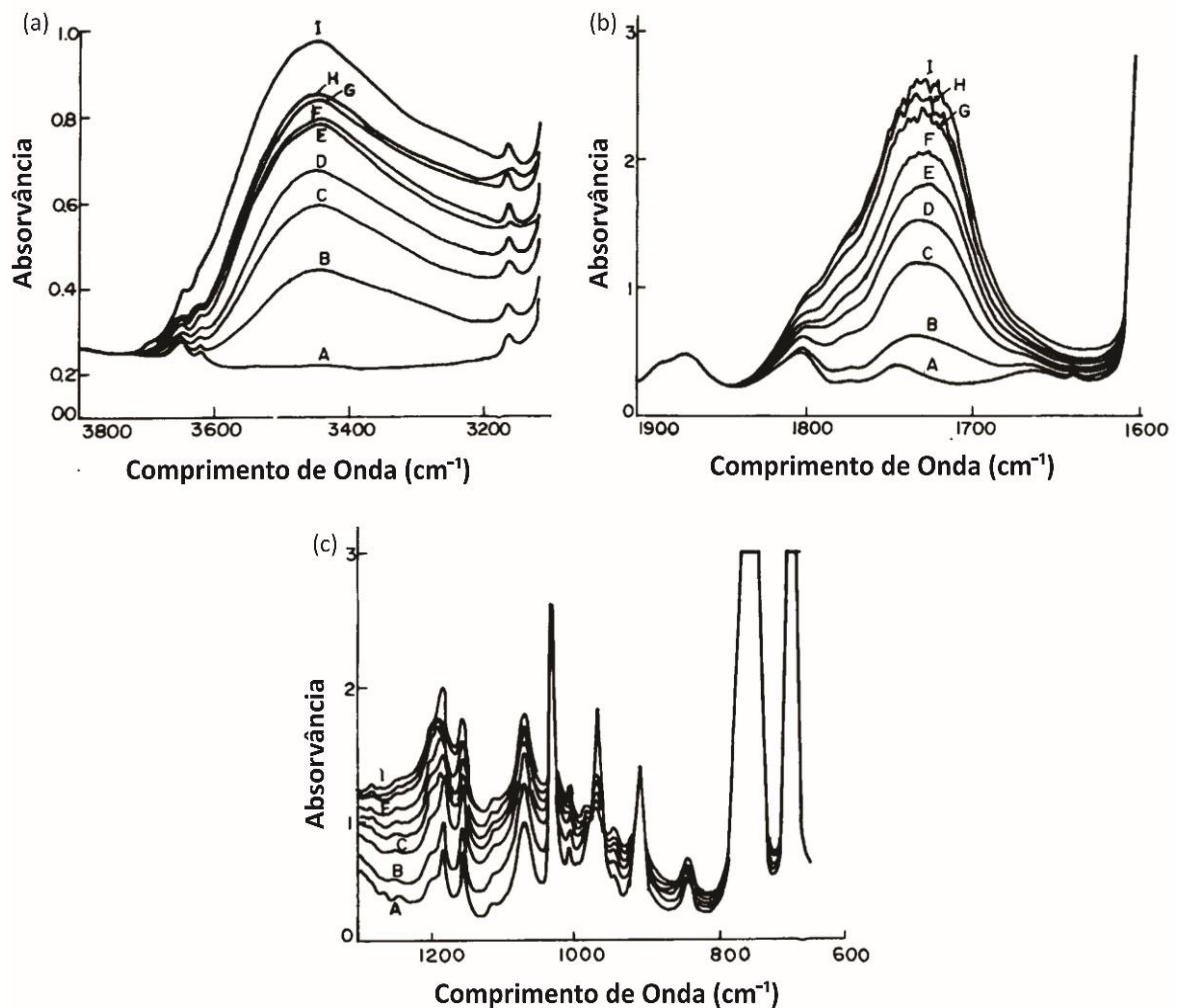 (a)
1.0
0.8
0.6
0.4
0.2
00
Absorvância
I
H
G
F
E
D
C
B
A
3800
3600
3400
3200
Comprimento de Onda (cm⁻¹)
(b)
3
2
1
0
Absorvância
I
H
G
F
E
D
C
B
A
1900
1800
1700
1600
Comprimento de Onda (cm⁻¹)
(c)
3
2
1
0
Absorvância
I
E
C
B
A
1200
1000
800
600
Comprimento de Onda (cm⁻¹)